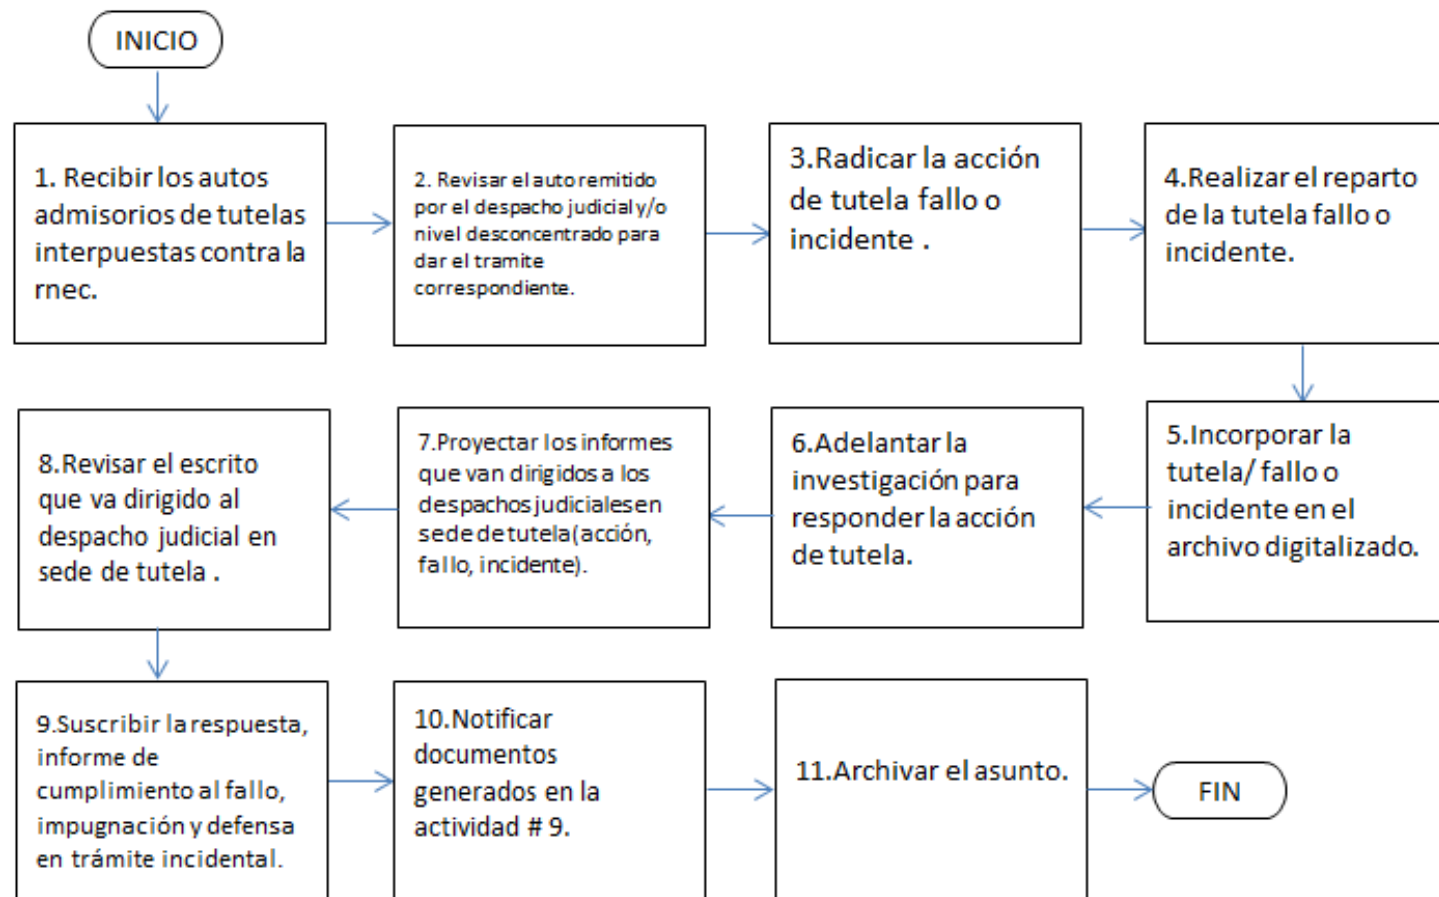 INICIO
1. Recibir los autos
admisorios de tutelas
interpuestas contra la
rnec.
2. Revisar el auto remitido
por el despacho judicial y/o
nivel desconcentrado para
dar el tramite
correspondiente.
3.Radicar la acción
de tutela fallo o
incidente .
4.Realizar el reparto
de la tutela fallo o
incidente.
5.Incorporar la
tutela/ fallo o
incidente en el
archivo digitalizado.
6.Adelantar la
investigación para
responder la acción
de tutela.
7.Proyectar los informes
que van dirigidos a los
despachos judiciales en
sede de tutela (acción,
fallo, incidente).
8.Revisar el escrito
que va dirigido al
despacho judicial en
sede de tutela .
9.Suscribir la respuesta,
informe de
cumplimiento al fallo,
impugnación y defensa
en trámite incidental.
10.Notificar
documentos
generados en la
actividad # 9.
11.Archivar el asunto.
FIN